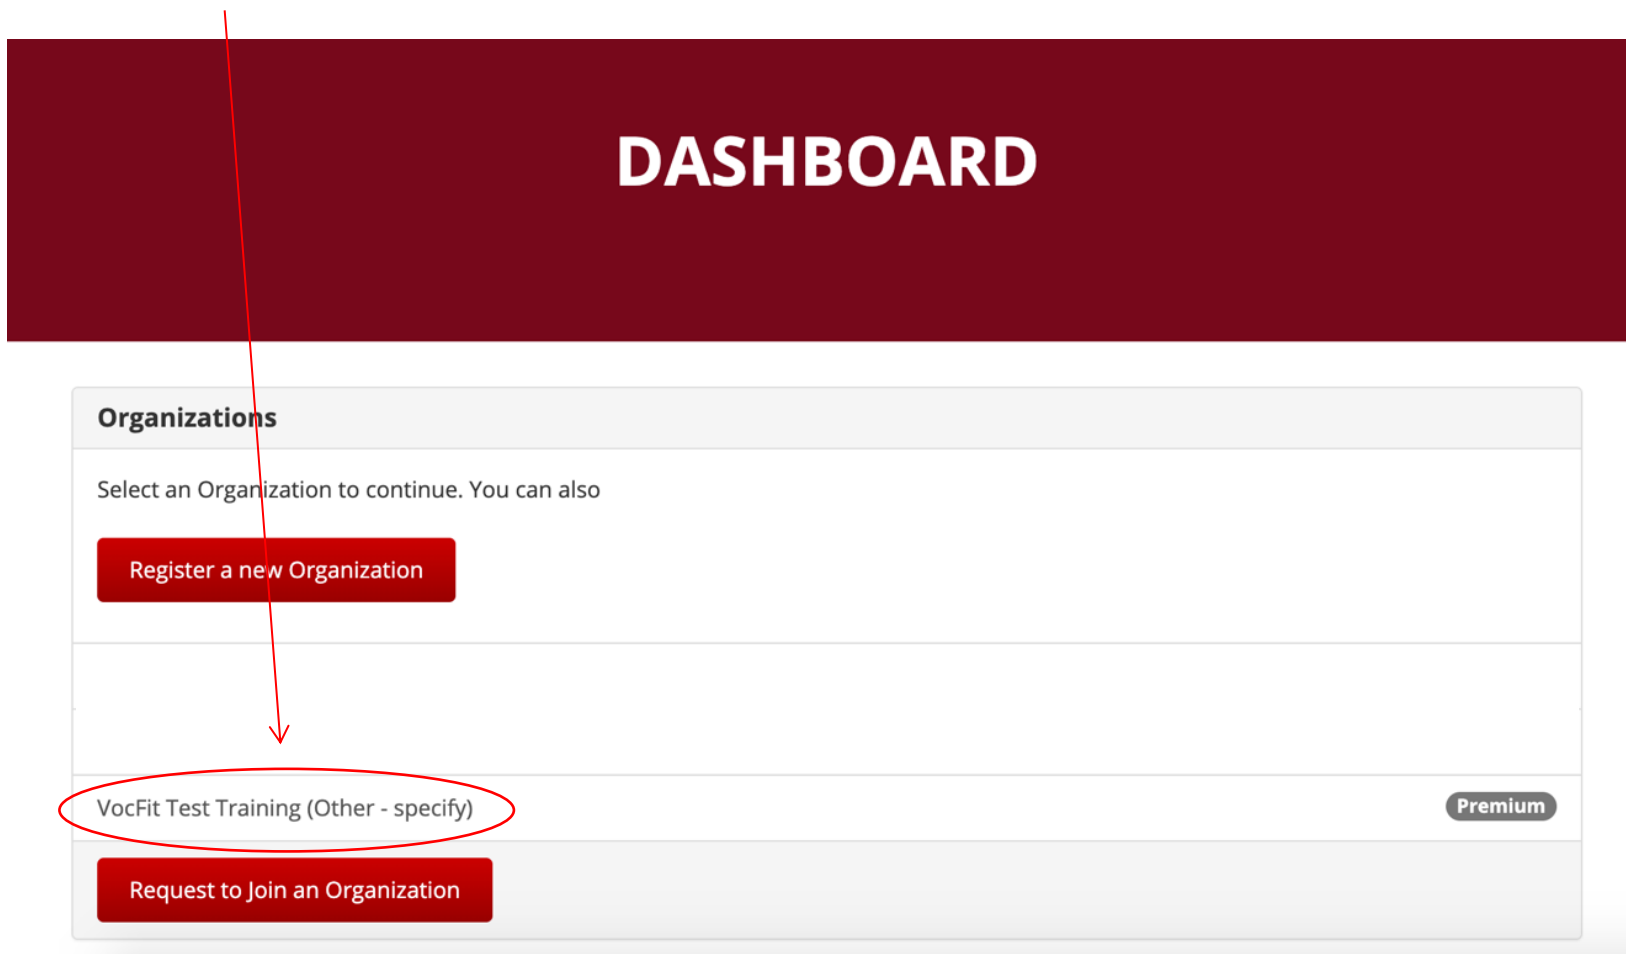 DASHBOARD
Organizations
Select an Organization to continue. You can also
Register a new Organization
VocFit Test Training (Other - specify)
Premium
Request to Join an Organization